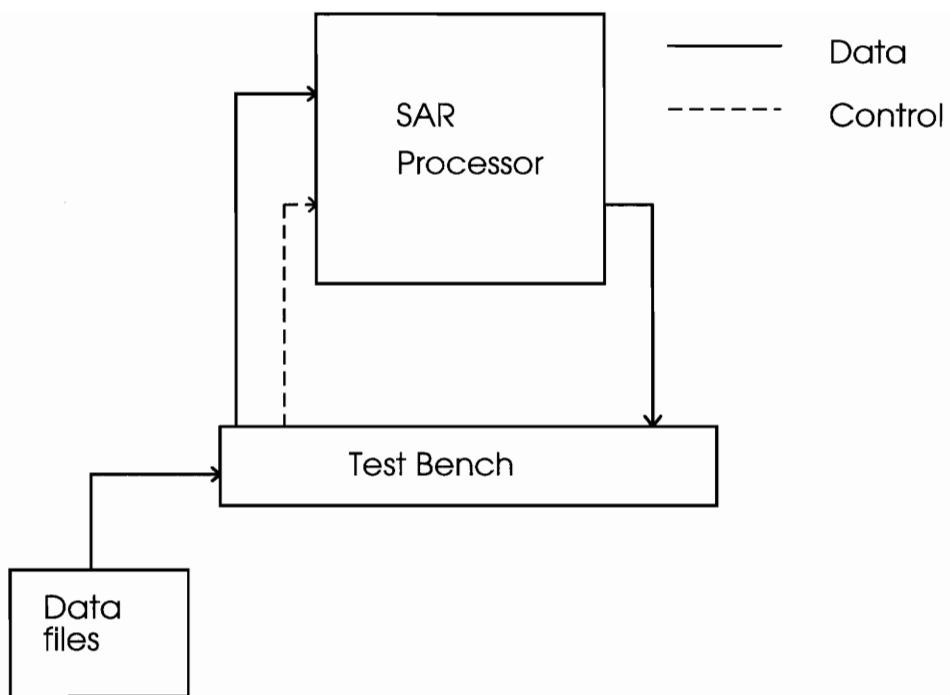 SAR
Processor
Data
Control
Test Bench
Data
files